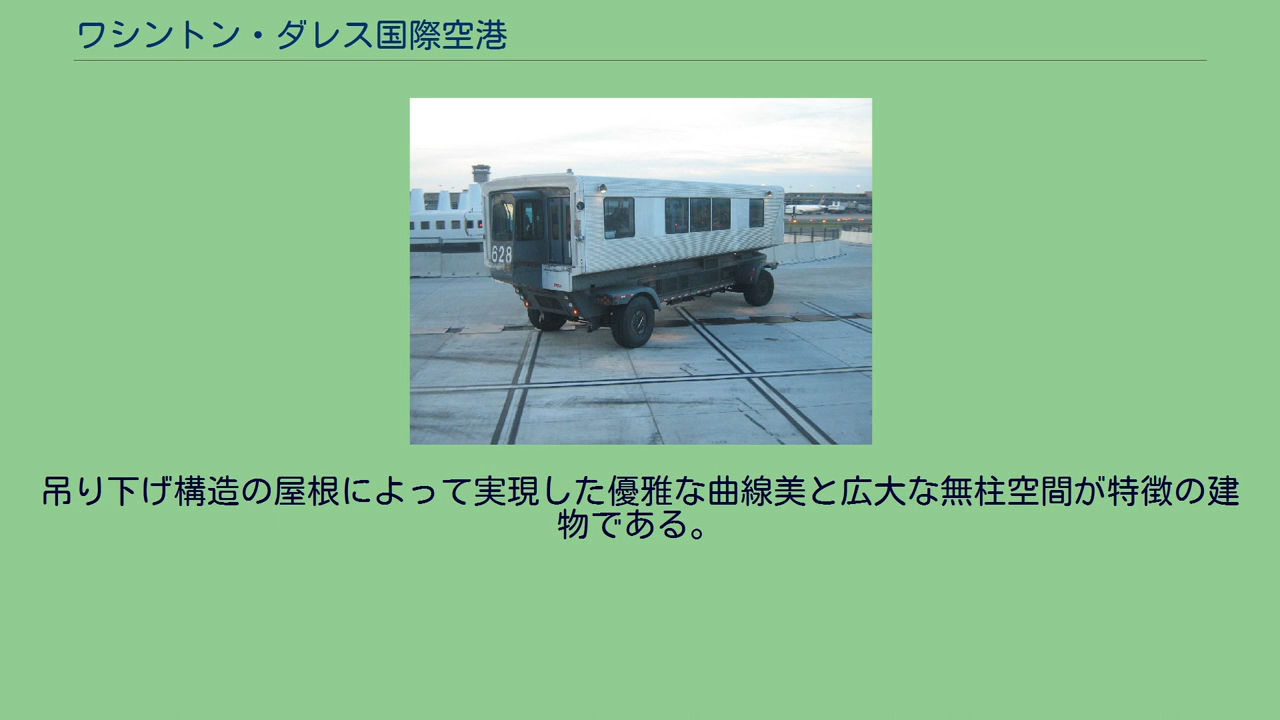 ワシントン・ダレス国際空港
628
吊り下げ構造の屋根によって実現した優雅な曲線美と広大な無柱空間が特徴の建
物である。